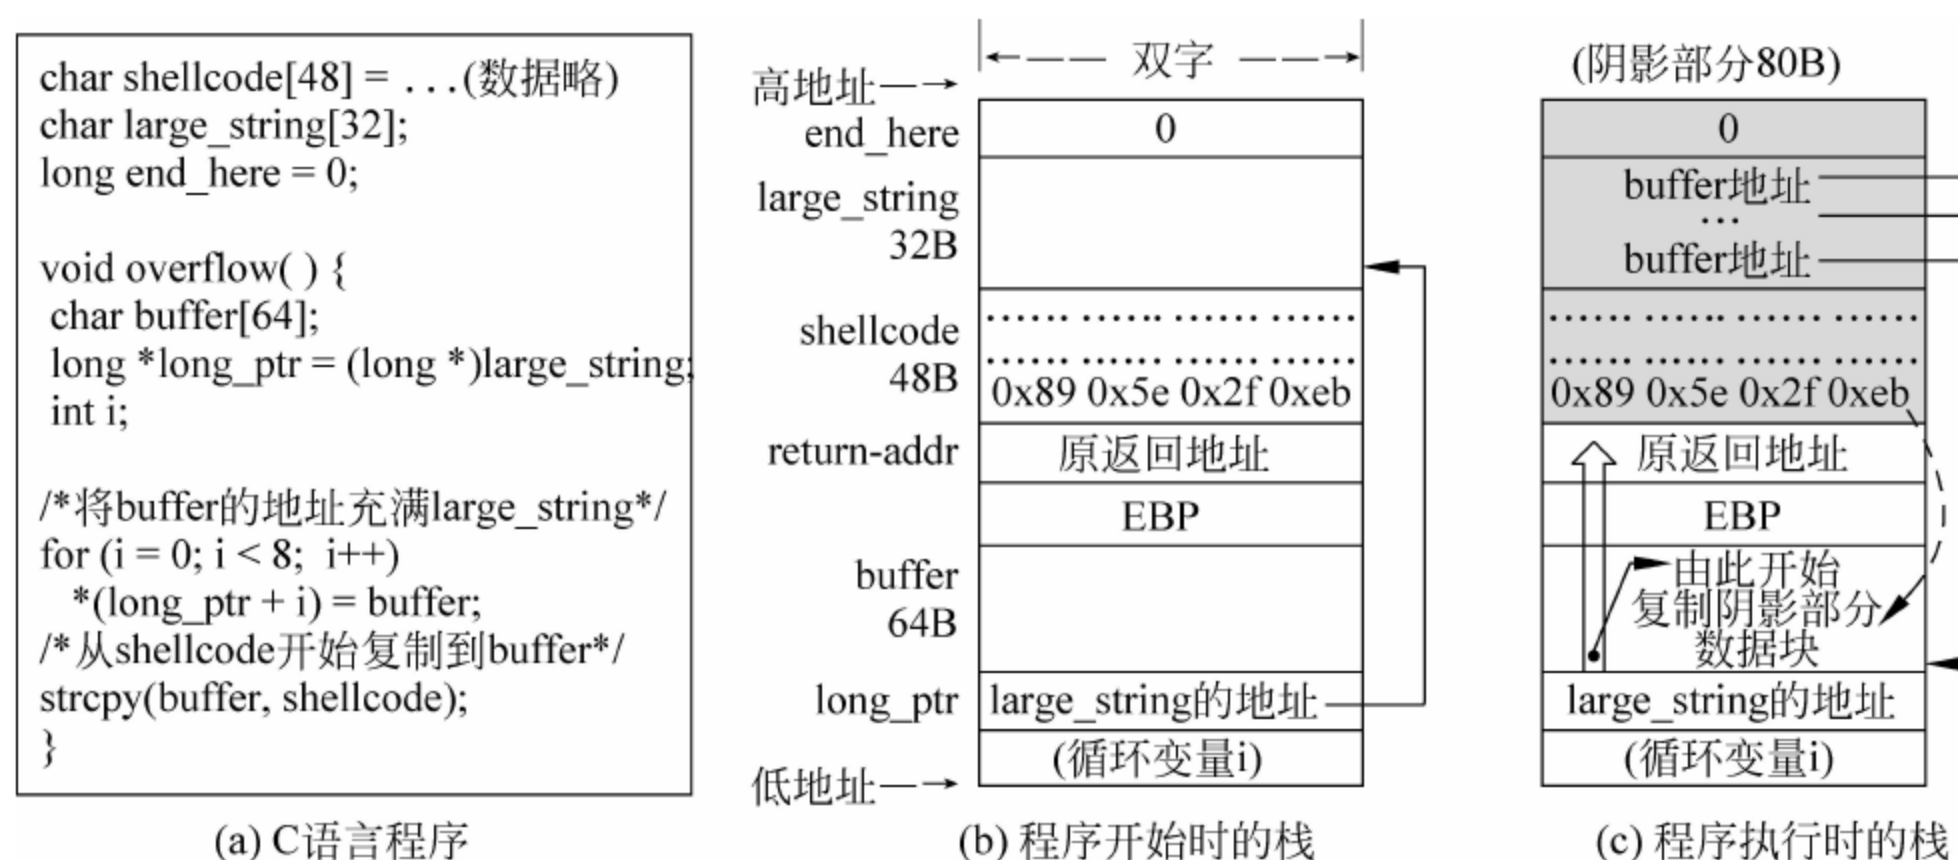 char shellcode[48] = ...(数据略)
char large_string[32];
long end_here = 0;
void overflow( ) {
char buffer[64];
long *long_ptr = (long *)large_string;
int i;
/*将buffer的地址充满large_string*/
for (i = 0; i < 8; i++)
*(long_ptr + i) = buffer;
/*从shellcode开始复制到buffer*/
strcpy(buffer, shellcode);
}
(a) C语言程序
双字
高地址
end_here
0
large_string
32B
shellcode
48B
...... ...... ...... ......
...... ...... ...... ......
0x89 0x5e 0x2f 0xeb
return-addr
原返回地址
EBP
buffer
64B
long_ptr
large_string的地址
(循环变量i)
低地址
(b) 程序开始时的栈
(阴影部分80B)
0
buffer地址
...
buffer地址
...... ...... ...... ......
...... ...... ...... ......
0x89 0x5e 0x2f 0xeb
原返回地址
EBP
由此开始
复制阴影部分
数据块
large_string的地址
(循环变量i)
(c) 程序执行时的栈